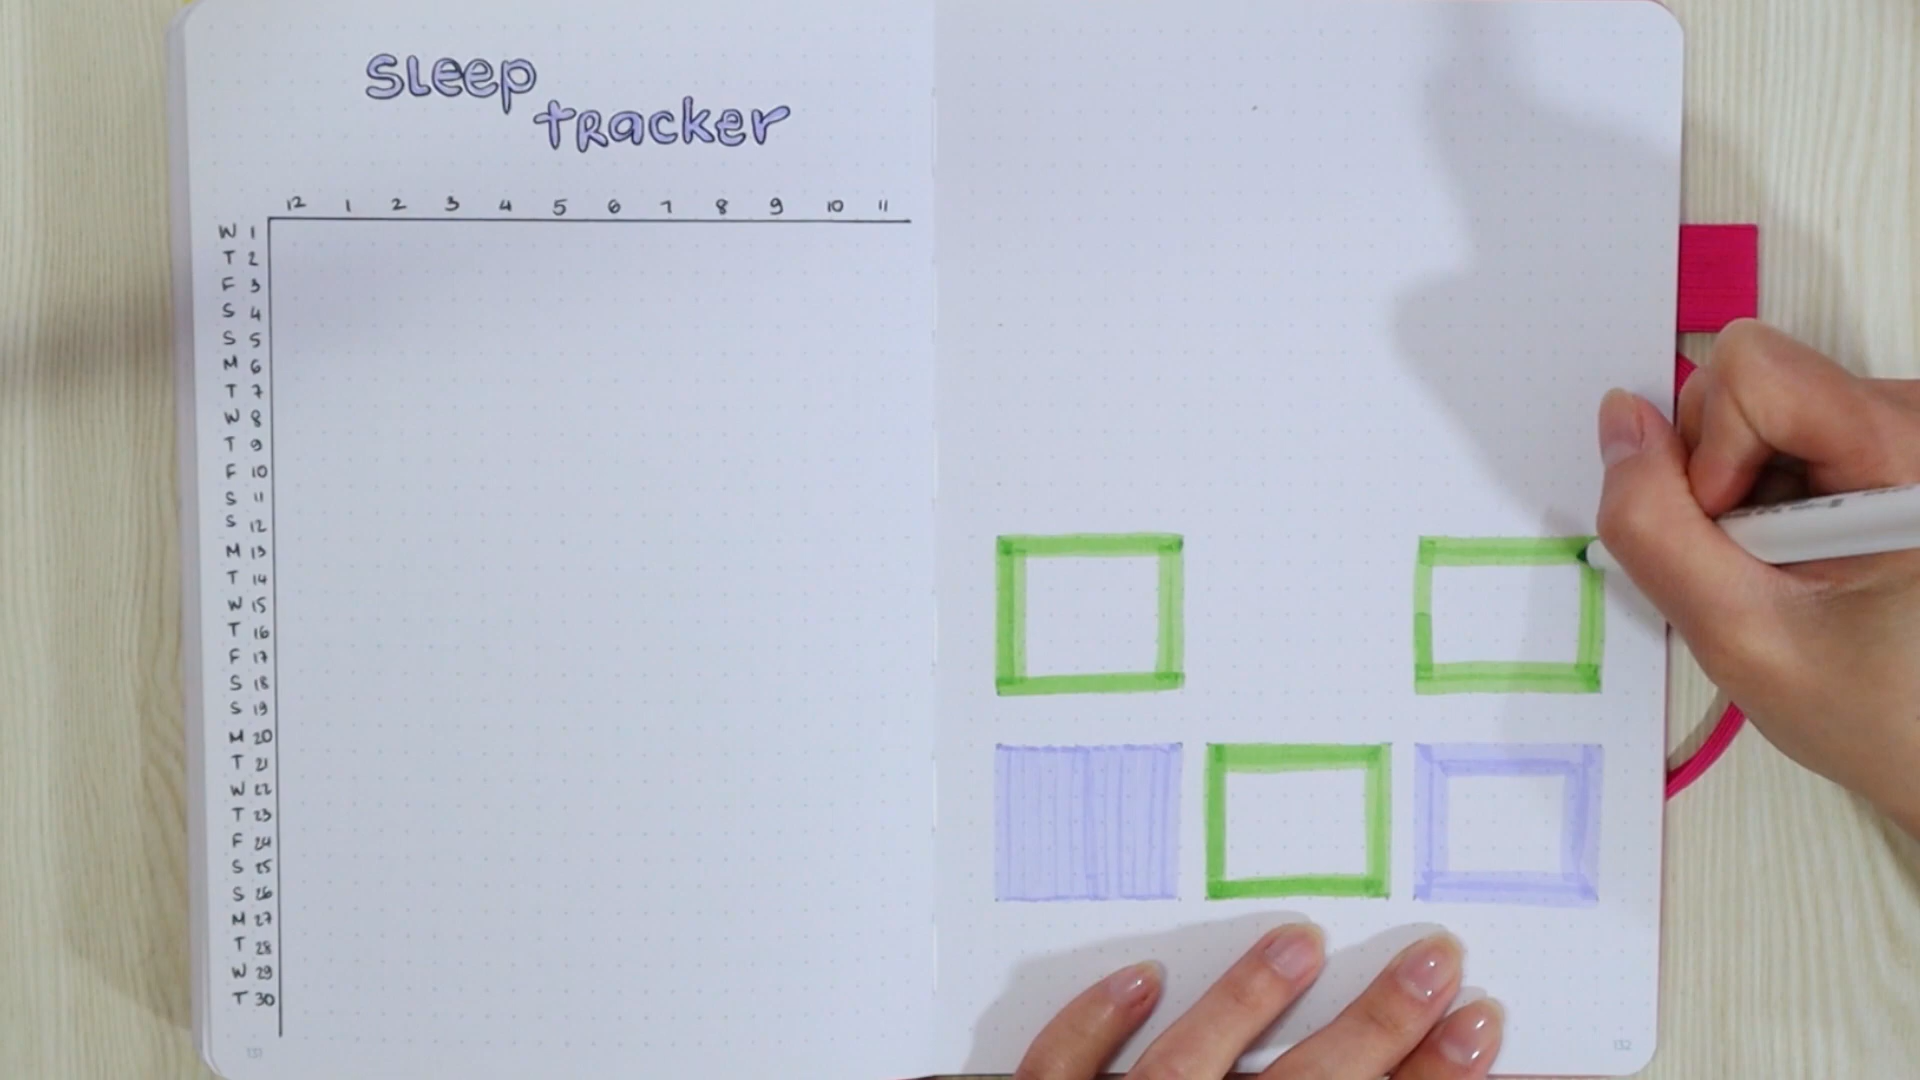 Sleep
tracker
12 1 2 3 4 5 6 7 8 9 10 11
W 1
T 2
F 3
S 4
S 5
M 6
T 7
W 8
T 9
F 10
S 11
S 12
M 13
T 14
W 15
T 16
F 17
S 18
S 19
M 20
T 21
W 22
T 23
F 24
S 25
S 26
M 27
T 28
W 29
T 30
131
132